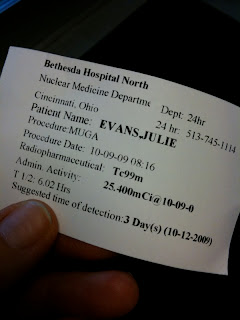 Bethesda Hospital North
Nuclear Medicine Departme Dept: 24hr
Cincinnati, Ohio 24 hr: 513-745-1114
Patient Name: EVANS,JULIE
Procedure:MUGA
Procedure Date: 10-09-09 08:16
Radiopharmaceutical: Tc99m
Admin. Activity: 25.400mCi@10-09-0
T 1/2: 6.02 Hrs
Suggested time of detection:3 Day(s) (10-12-2009)